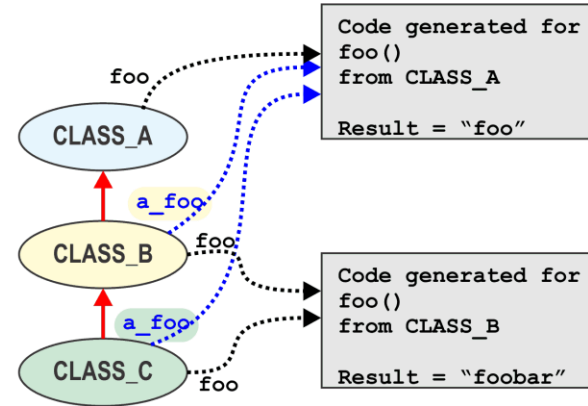 Code generated for
foo()
from CLASS_A
Result = “foo”
foo
CLASS_A
a_foo
CLASS_B
foo
Code generated for
foo()
from CLASS_B
Result = “foobar”
a_foo
CLASS_C
foo